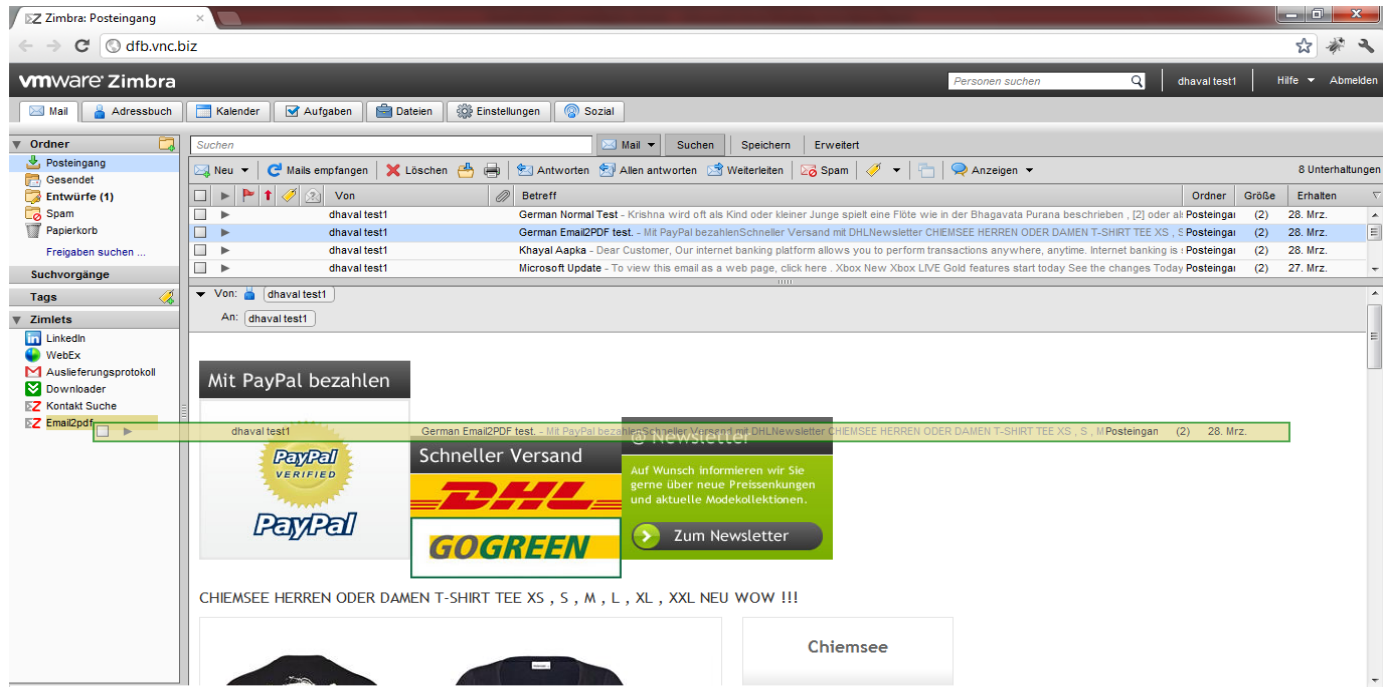 Zimbra: Posteingang
dfb.vnc.biz
vmware Zimbra
Personen suchen
dhaval test1
Hilfe
Abmelden
Mail
Adressbuch
Kalender
Aufgaben
Dateien
Einstellungen
Sozial
Ordner
Posteingang
Gesendet
Entwürfe (1)
Spam
Papierkorb
Freigaben suchen ...
Suchvorgänge
Tags
Zimlets
LinkedIn
WebEx
Auslieferungsprotokoll
Downloader
Kontakt Suche
Email2pdf
Suchen
Mail
Suchen
Speichern
Erweitert
Neu
Mails empfangen
Löschen
Antworten
Allen antworten
Weiterleiten
Spam
Anzeigen
8 Unterhaltungen
Von Betreff Ordner Größe Erhalten
dhaval test1 German Normal Test - Krishna wird oft als Kind oder kleiner Junge spielt eine Flöte wie in der Bhagavata Purana beschrieben , [2] oder al Posteingai (2) 28. Mrz.
dhaval test1 German Email2PDF test. - Mit PayPal bezahlenSchneller Versand mit DHLNewsletter CHIEMSEE HERREN ODER DAMEN T-SHIRT TEE XS , S Posteingai (2) 28. Mrz.
dhaval test1 Khayal Aapka - Dear Customer, Our internet banking platform allows you to perform transactions anywhere, anytime. Internet banking is Posteingai (2) 28. Mrz.
dhaval test1 Microsoft Update - To view this email as a web page, click here . Xbox New Xbox LIVE Gold features start today See the changes Today Posteingai (2) 27. Mrz.
Von: dhaval test1
An: dhaval test1
Mit PayPal bezahlen
dhaval test1 German Email2PDF test. - Mit PayPal bezahlenSchneller Versand mit DHLNewsletter CHIEMSEE HERREN ODER DAMEN T-SHIRT TEE XS , S , M Posteingan (2) 28. Mrz.
PayPal
VERIFIED
PayPal
Schneller Versand
DHL
GOGREEN
@ Newsletter
Auf Wunsch informieren wir Sie
gerne über neue Preissenkungen
und aktuelle Modekollektionen.
Zum Newsletter
CHIEMSEE HERREN ODER DAMEN T-SHIRT TEE XS , S , M , L , XL , XXL NEU WOW !!!
Chiemsee